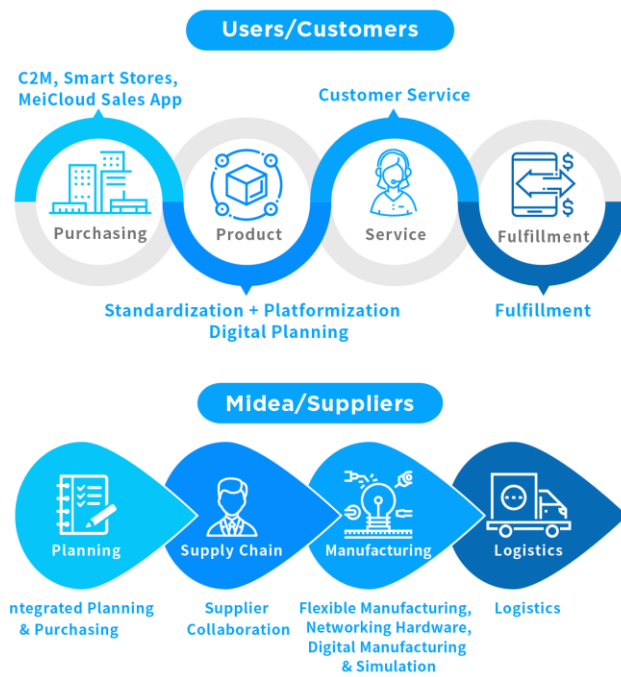 Users/Customers
C2M, Smart Stores,
MeiCloud Sales App
Customer Service
Purchasing
Product
Service
Fulfillment
$
$
Standardization + Platformization
Digital Planning
Fulfillment
Midea/Suppliers
Planning
Supply Chain
Manufacturing
Logistics
ntegrated Planning
& Purchasing
Supplier
Collaboration
Flexible Manufacturing,
Networking Hardware,
Digital Manufacturing
& Simulation
Logistics